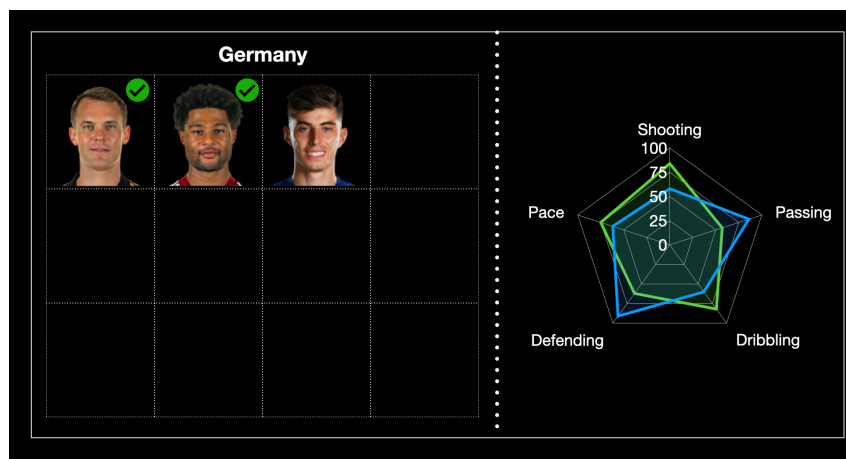 Germany
Shooting
100
75
50
25
0
Pace
Passing
Defending
Dribbling